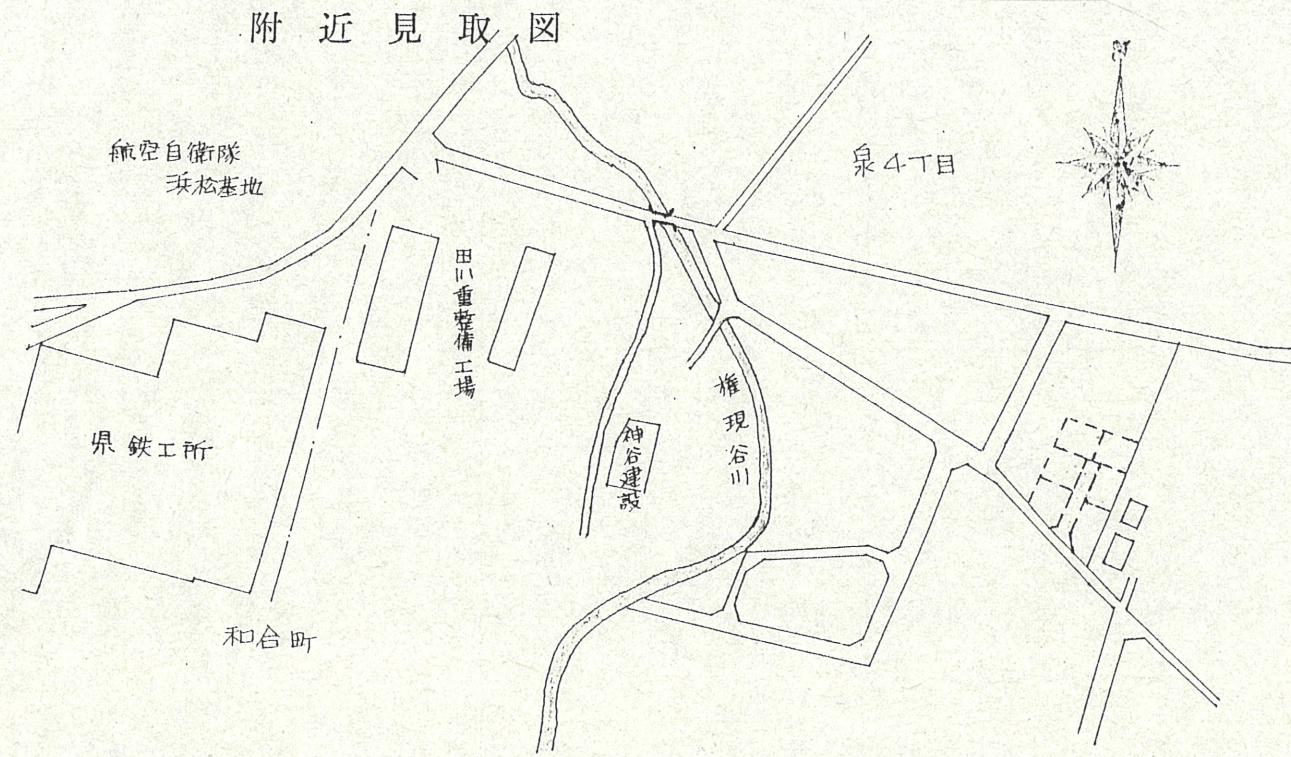 附近見取図
航空自衛隊
浜松基地
泉4丁目
田川重整備工場
権現谷川
神谷建設
県鉄工所
和合町